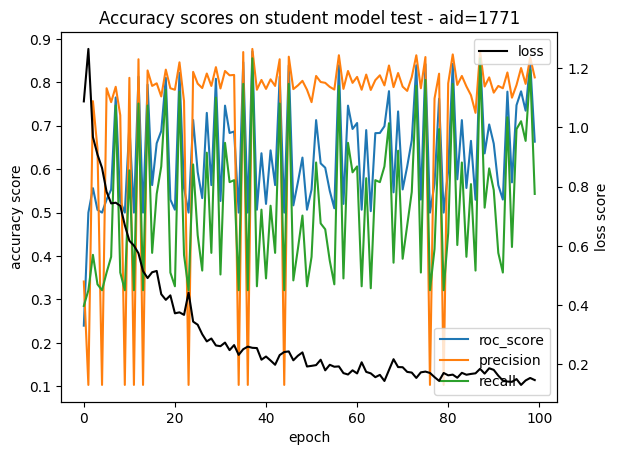 Accuracy scores on student model test - aid=1771
0.9
0.8
0.7
0.6
0.5
0.4
0.3
0.2
0.1
accuracy score
0
20
40
60
80
100
epoch
1.2
1.0
0.8
0.6
0.4
0.2
loss score
loss
roc_score
precision
recall